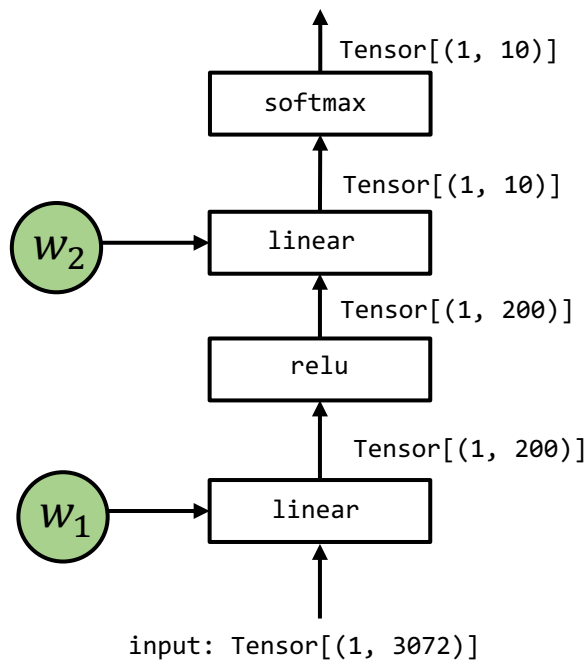 Tensor[(1, 10)]
softmax
Tensor[(1, 10)]
w₂
linear
Tensor[(1, 200)]
relu
Tensor[(1, 200)]
w₁
linear
input: Tensor[(1, 3072)]